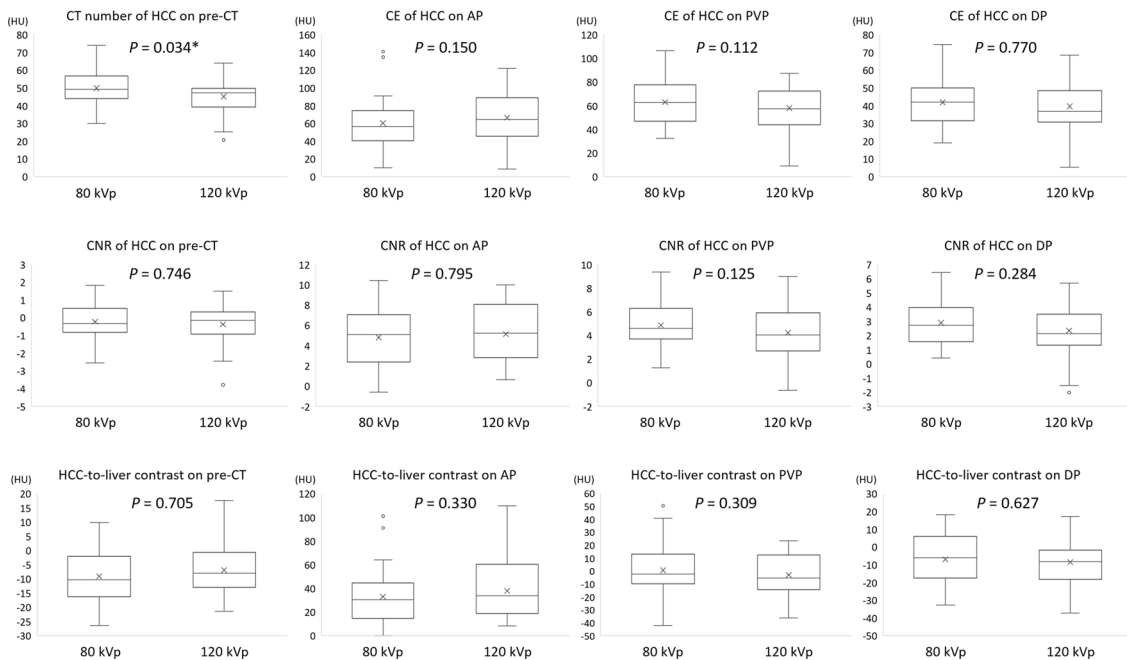 CT number of HCC on pre-CT
(HU)
P = 0.034*
80
70
60
50
40
30
20
10
0
80 kVp 120 kVp
CE of HCC on AP
(HU)
P = 0.150
160
140
120
100
80
60
40
20
0
80 kVp 120 kVp
CE of HCC on PVP
(HU)
P = 0.112
120
100
80
60
40
20
0
80 kVp 120 kVp
CE of HCC on DP
(HU)
P = 0.770
80
70
60
50
40
30
20
10
0
80 kVp 120 kVp
CNR of HCC on pre-CT
P = 0.746
3
2
1
0
-1
-2
-3
-4
-5
80 kVp 120 kVp
CNR of HCC on AP
P = 0.795
12
10
8
6
4
2
0
-2
80 kVp 120 kVp
CNR of HCC on PVP
P = 0.125
10
8
6
4
2
0
-2
80 kVp 120 kVp
CNR of HCC on DP
P = 0.284
7
6
5
4
3
2
1
0
-1
-2
-3
80 kVp 120 kVp
HCC-to-liver contrast on pre-CT
(HU)
P = 0.705
20
15
10
5
0
-5
-10
-15
-20
-25
-30
80 kVp 120 kVp
HCC-to-liver contrast on AP
(HU)
P = 0.330
120
100
80
60
40
20
0
80 kVp 120 kVp
HCC-to-liver contrast on PVP
(HU)
P = 0.309
60
50
40
30
20
10
0
-10
-20
-30
-40
-50
80 kVp 120 kVp
HCC-to-liver contrast on DP
(HU)
P = 0.627
30
20
10
0
-10
-20
-30
-40
-50
80 kVp 120 kVp